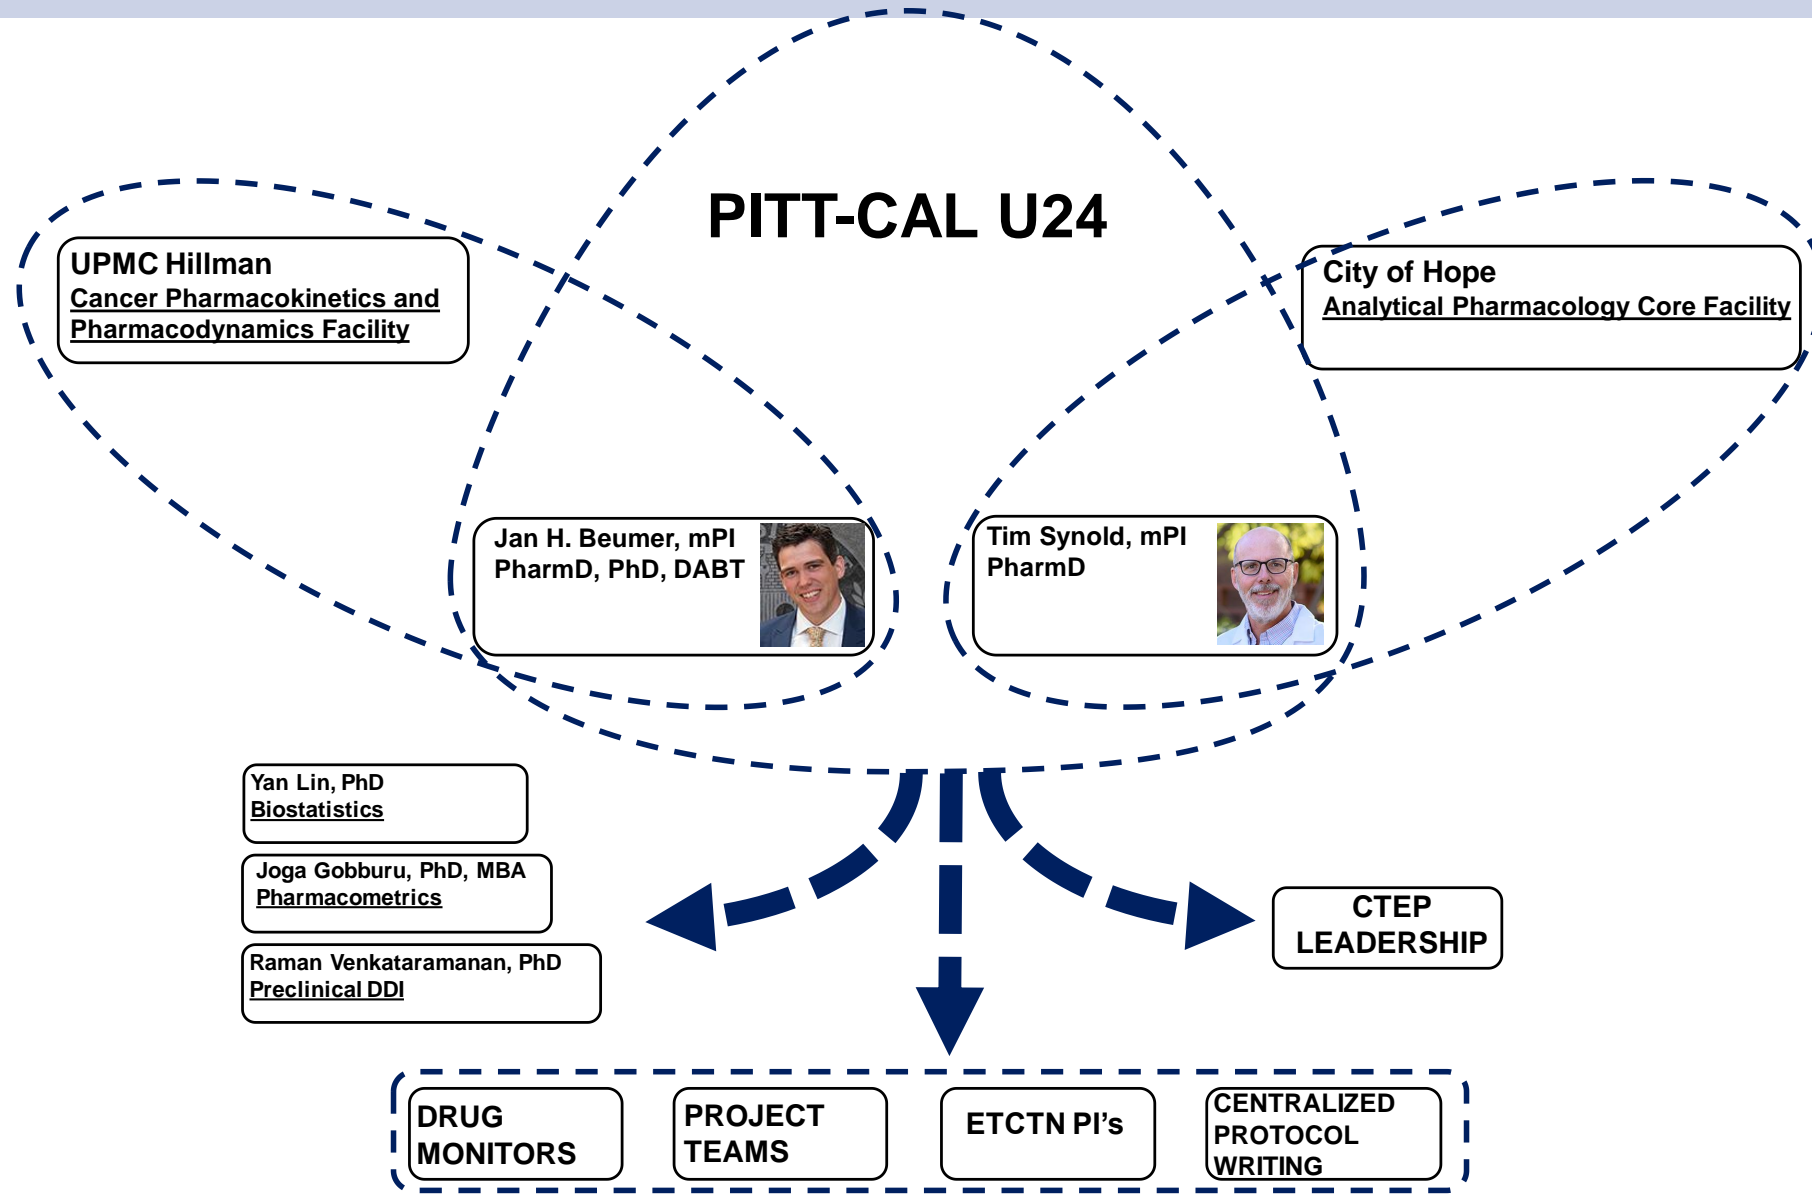 PITT-CAL U24
UPMC Hillman
Cancer Pharmacokinetics and
Pharmacodynamics Facility
City of Hope
Analytical Pharmacology Core Facility
Jan H. Beumer, mPI
PharmD, PhD, DABT
Tim Synold, mPI
PharmD
Yan Lin, PhD
Biostatistics
Joga Gobburu, PhD, MBA
Pharmacometrics
Raman Venkataramanan, PhD
Preclinical DDI
CTEP
LEADERSHIP
DRUG
MONITORS
PROJECT
TEAMS
ETCTN PI’s
CENTRALIZED
PROTOCOL
WRITING